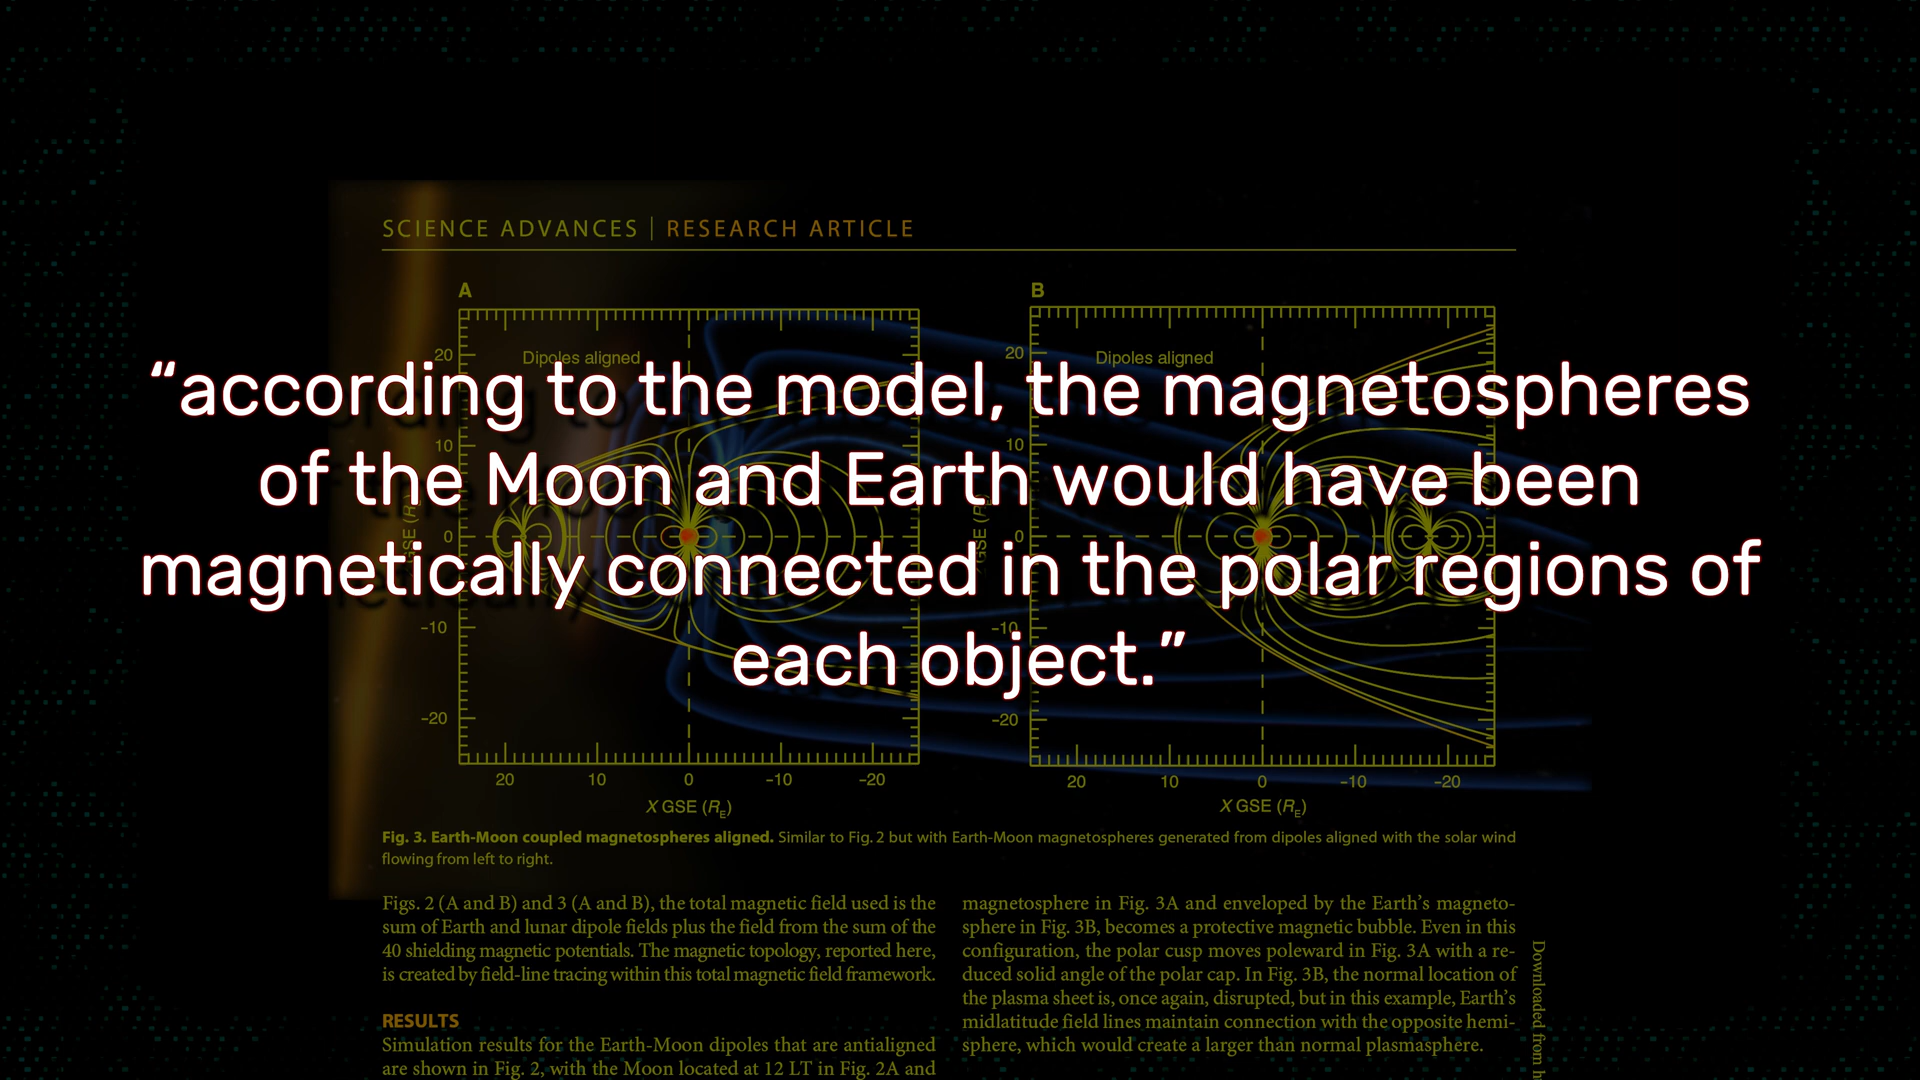 SCIENCE ADVANCES | RESEARCH ARTICLE
A
B
Dipoles aligned
Dipoles aligned
“according to the model, the magnetospheres
of the Moon and Earth would have been
magnetically connected in the polar regions of
each object.”
20
10
0
-10
-20
20
10
0
-10
-20
20 10 0 -10 -20
20 10 0 -10 -20
X GSE (RE)
X GSE (RE)
Fig. 3. Earth-Moon coupled magnetospheres aligned. Similar to Fig. 2 but with Earth-Moon magnetospheres generated from dipoles aligned with the solar wind
flowing from left to right.
Figs. 2 (A and B) and 3 (A and B), the total magnetic field used is the
sum of Earth and lunar dipole fields plus the field from the sum of the
40 shielding magnetic potentials. The magnetic topology, reported here,
is created by field-line tracing within this total magnetic field framework.
RESULTS
Simulation results for the Earth-Moon dipoles that are antialigned
are shown in Fig. 2, with the Moon located at 12 LT in Fig. 2A and
magnetosphere in Fig. 3A and enveloped by the Earth’s magneto-
sphere in Fig. 3B, becomes a protective magnetic bubble. Even in this
configuration, the polar cusp moves poleward in Fig. 3A with a re-
duced solid angle of the polar cap. In Fig. 3B, the normal location of
the plasma sheet is, once again, disrupted, but in this example, Earth’s
midlatitude field lines maintain connection with the opposite hemi-
sphere, which would create a larger than normal plasmasphere.
Downloaded from h